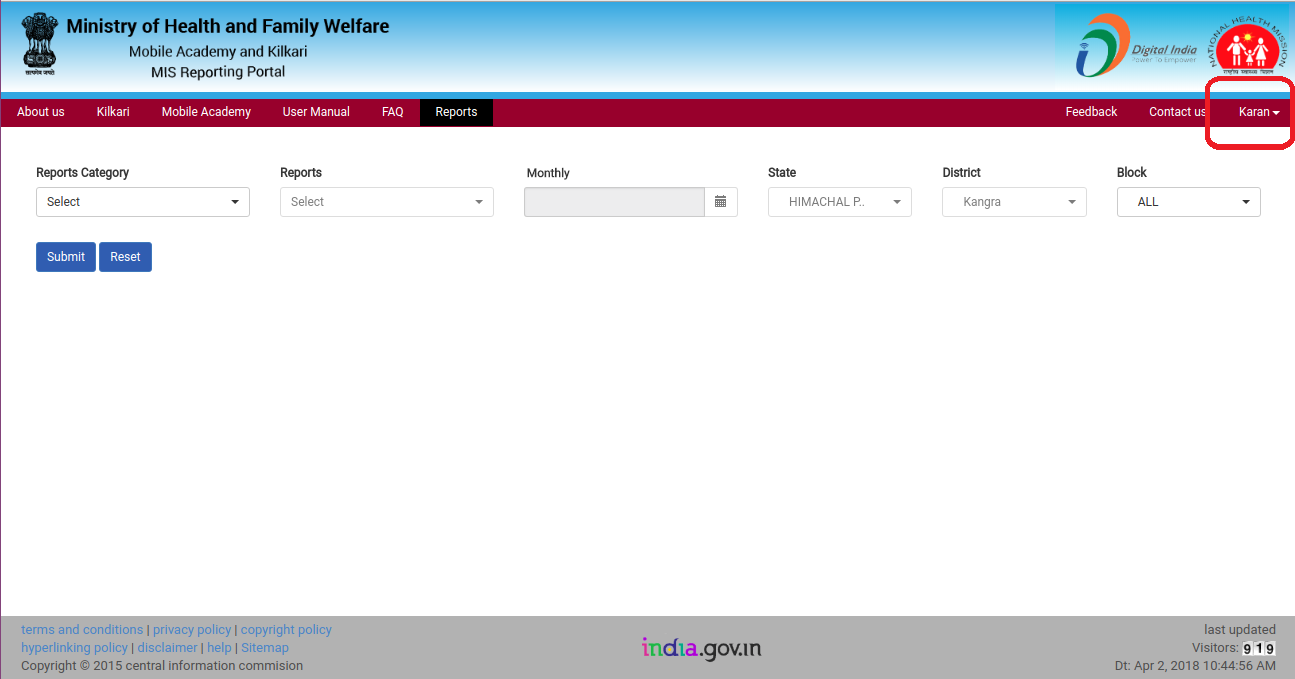 Ministry of Health and Family Welfare
Mobile Academy and Kilkari
MIS Reporting Portal
सत्यमेव जयते
Digital India
Power To Empower
NATIONAL HEALTH MISSION
राष्ट्रीय स्वास्थ्य मिशन
About us Kilkari Mobile Academy User Manual FAQ Reports Feedback Contact us Karan
Reports Category Reports Monthly State District Block
Select Select HIMACHAL P.. Kangra ALL
Submit Reset
terms and conditions | privacy policy | copyright policy
hyperlinking policy | disclaimer | help | Sitemap
Copyright © 2015 central information commision
india.gov.in
last updated
Visitors: 919
Dt: Apr 2, 2018 10:44:56 AM